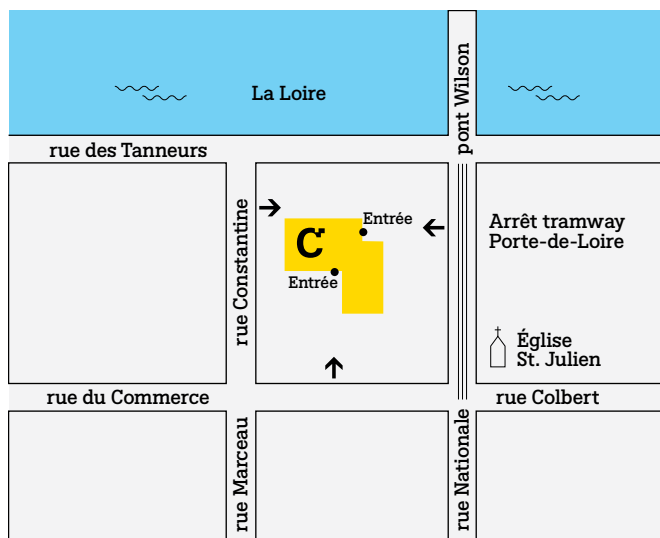 La Loire
pont Wilson
rue des Tanneurs
rue Constantine
Entrée
Arrêt tramway
Porte-de-Loire
C
Entrée
Église
St. Julien
rue du Commerce
rue Colbert
rue Marceau
rue Nationale